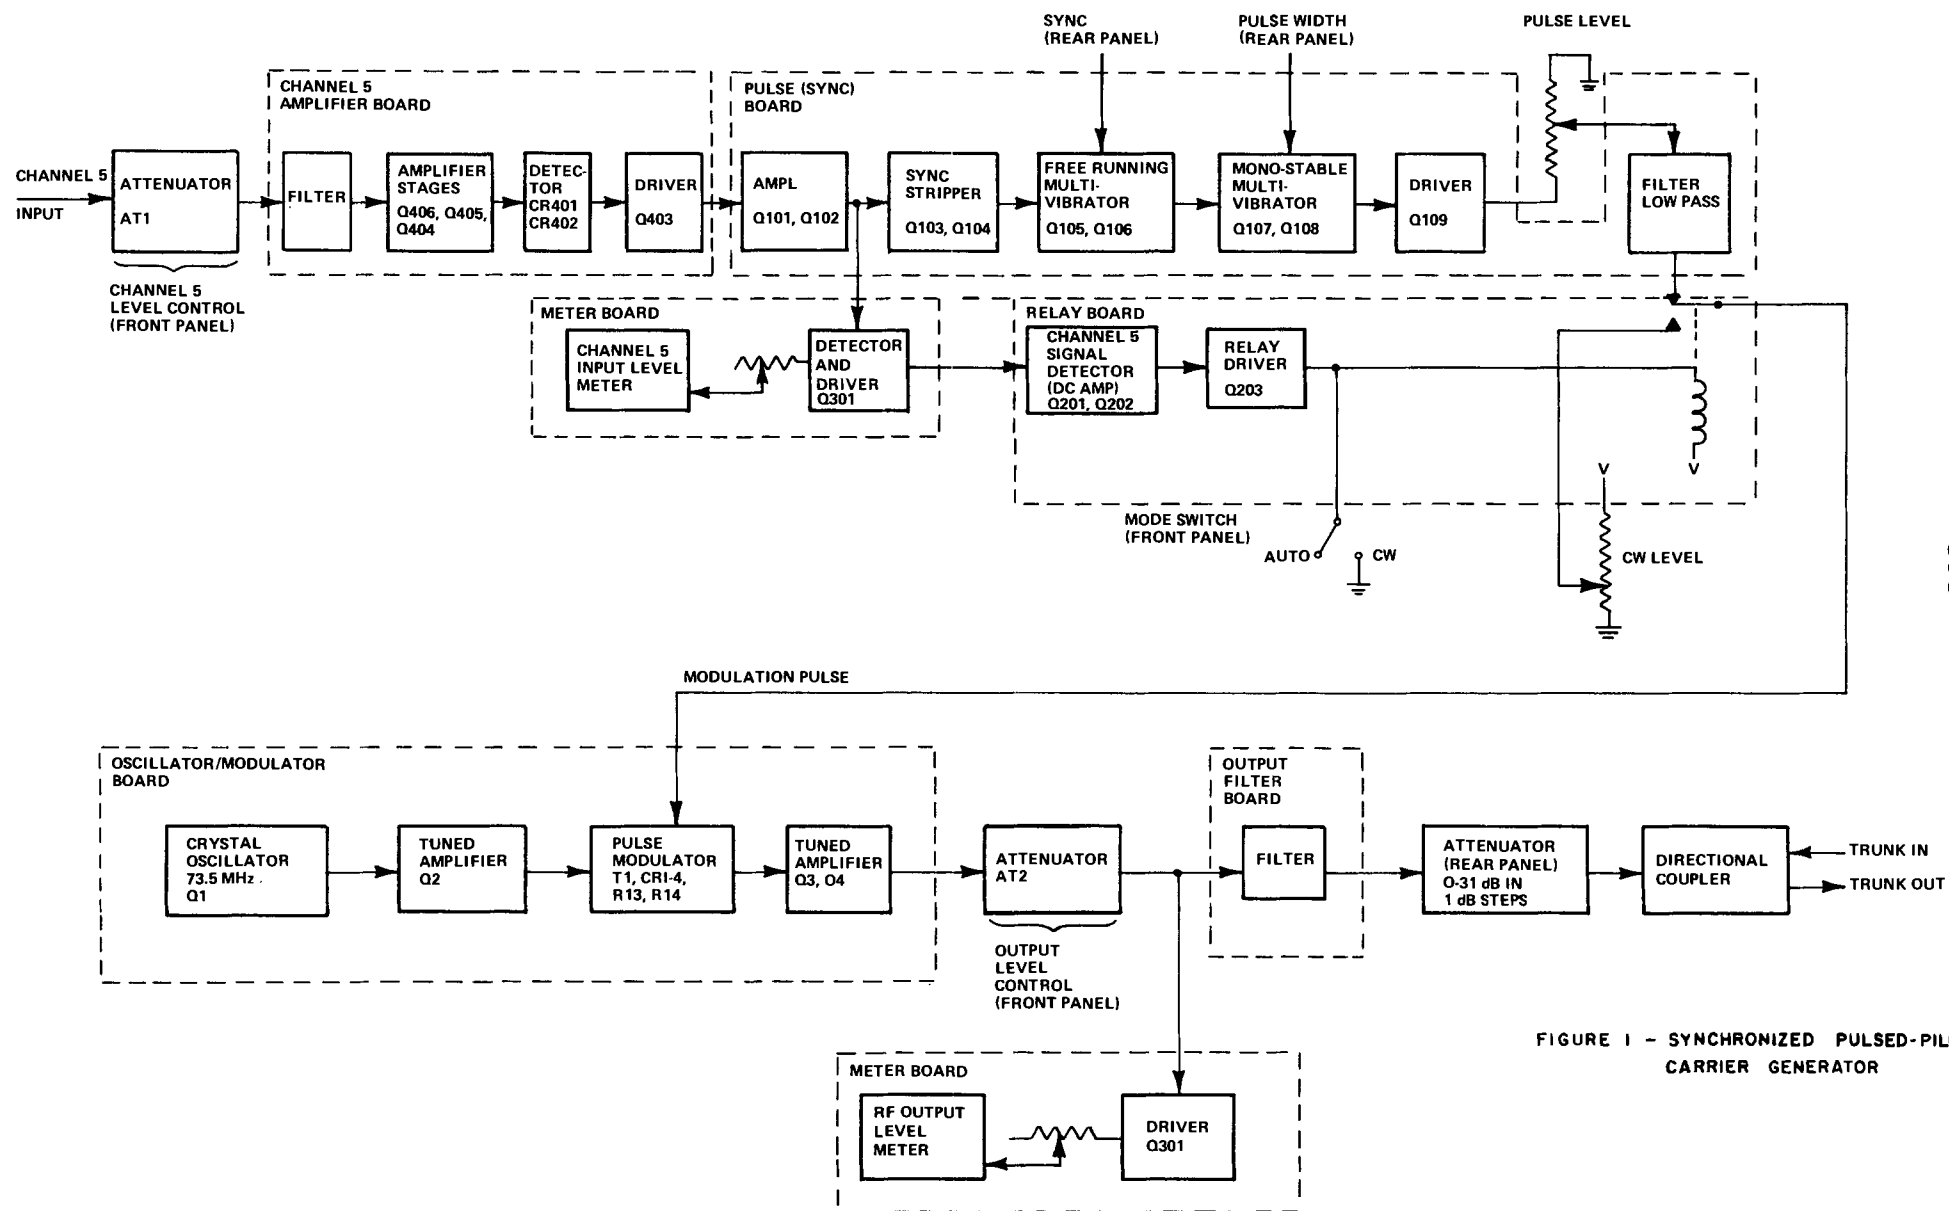 SYNC
(REAR PANEL)
PULSE WIDTH
(REAR PANEL)
PULSE LEVEL
CHANNEL 5
AMPLIFIER BOARD
PULSE (SYNC)
BOARD
CHANNEL 5
INPUT
ATTENUATOR
AT1
FILTER
AMPLIFIER
STAGES
Q406, Q405,
Q404
DETEC-
TOR
CR401
CR402
DRIVER
Q403
AMPL
Q101, Q102
SYNC
STRIPPER
Q103, Q104
FREE RUNNING
MULTI-
VIBRATOR
Q105, Q106
MONO-STABLE
MULTI-
VIBRATOR
Q107, Q108
DRIVER
Q109
FILTER
LOW PASS
CHANNEL 5
LEVEL CONTROL
(FRONT PANEL)
METER BOARD
CHANNEL 5
INPUT LEVEL
METER
DETECTOR
AND
DRIVER
Q301
RELAY BOARD
CHANNEL 5
SIGNAL
DETECTOR
(DC AMP)
Q201, Q202
RELAY
DRIVER
Q203
V
V
MODE SWITCH
(FRONT PANEL)
AUTO
CW
CW LEVEL
MODULATION PULSE
OSCILLATOR/MODULATOR
BOARD
CRYSTAL
OSCILLATOR
73.5 MHz .
Q1
TUNED
AMPLIFIER
Q2
PULSE
MODULATOR
T1, CRI-4,
R13, R14
TUNED
AMPLIFIER
Q3, O4
ATTENUATOR
AT2
OUTPUT
LEVEL
CONTROL
(FRONT PANEL)
OUTPUT
FILTER
BOARD
FILTER
ATTENUATOR
(REAR PANEL)
O-31 dB IN
1 dB STEPS
DIRECTIONAL
COUPLER
TRUNK IN
TRUNK OUT
METER BOARD
RF OUTPUT
LEVEL
METER
DRIVER
Q301
FIGURE I - SYNCHRONIZED PULSED-PIL
CARRIER GENERATOR